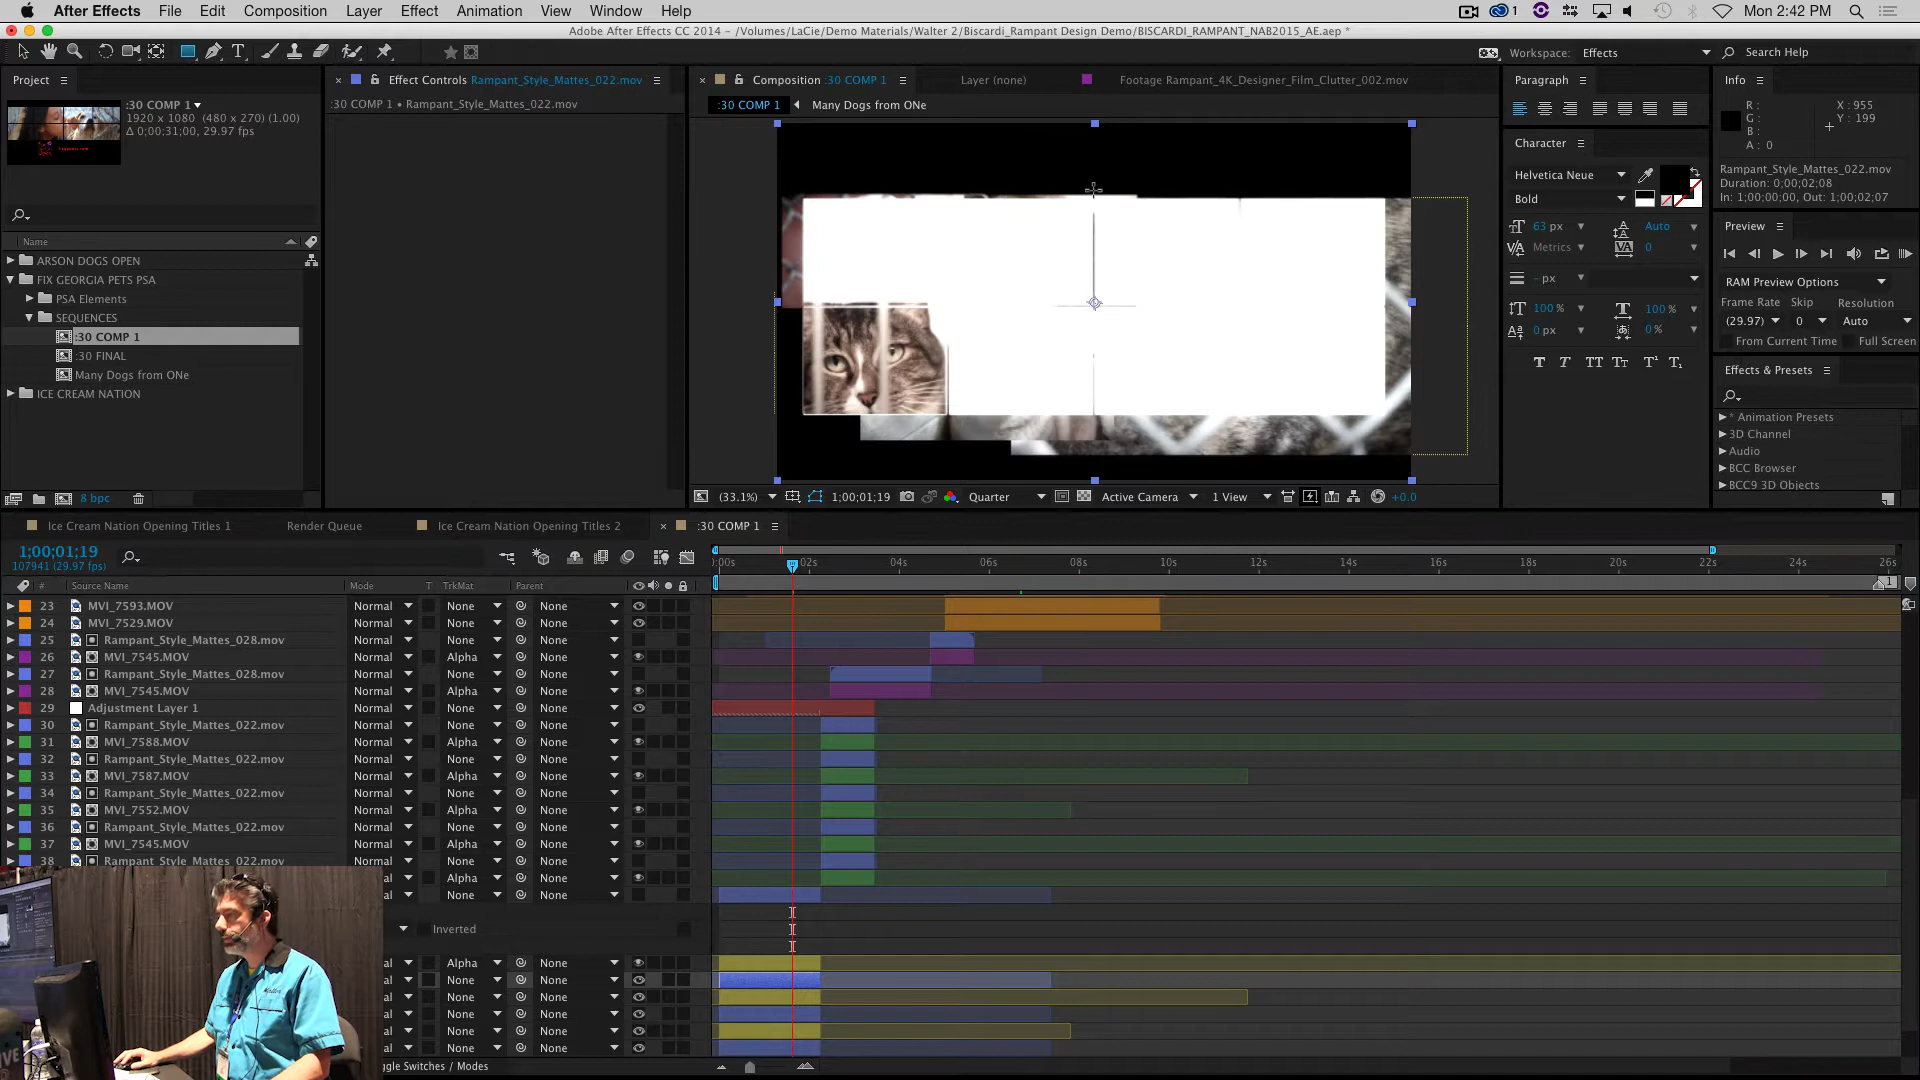 After Effects File Edit Composition Layer Effect Animation View Window Help
1 Mon 2:42 PM
Adobe After Effects CC 2014 - /Volumes/LaCie/Demo Materials/Walter 2/Biscardi_Rampant Design Demo/BISCARDI_RAMPANT_NAB2015_AE.aep *
T Workspace: Effects Search Help
Project
:30 COMP 1
1920 x 1080 (480 x 270) (1.00)
Δ 0;00;31;00, 29.97 fps
Name
ARSON DOGS OPEN
FIX GEORGIA PETS PSA
PSA Elements
SEQUENCES
:30 COMP 1
:30 FINAL
Many Dogs from ONe
ICE CREAM NATION
8 bpc
Effect Controls Rampant_Style_Mattes_022.mov
:30 COMP 1 • Rampant_Style_Mattes_022.mov
Composition :30 COMP 1 Layer (none) Footage Rampant_4K_Designer_Film_Clutter_002.mov
:30 COMP 1 Many Dogs from ONe
(33.1%) 1;00;01;19 Quarter Active Camera 1 View +0.0
Paragraph
Character
Helvetica Neue
Bold
63 px Auto
Metrics 0
- px
100 % 100 %
0 px 0 %
T T TT Tт T¹ T₁
Info
R :
G :
B :
A : 0
X : 955
Y : 199
Rampant_Style_Mattes_022.mov
Duration: 0;00;02;08
In: 1;00;00;00, Out: 1;00;02;07
Preview
RAM Preview Options
Frame Rate Skip Resolution
(29.97) 0 Auto
From Current Time Full Screen
Effects & Presets
* Animation Presets
3D Channel
Audio
BCC Browser
BCC9 3D Objects
Ice Cream Nation Opening Titles 1 Render Queue Ice Cream Nation Opening Titles 2 :30 COMP 1
1;00;01;19
107941 (29.97 fps)
0:00s 02s 04s 06s 08s 10s 12s 14s 16s 18s 20s 22s 24s 26s
# Source Name Mode T TrkMat Parent 1
23 MVI_7593.MOV Normal None None
24 MVI_7529.MOV Normal None None
25 Rampant_Style_Mattes_028.mov Normal None None
26 MVI_7545.MOV Normal Alpha None
27 Rampant_Style_Mattes_028.mov Normal None None
28 MVI_7545.MOV Normal Alpha None
29 Adjustment Layer 1 Normal None None
30 Rampant_Style_Mattes_022.mov Normal None None
31 MVI_7588.MOV Normal Alpha None
32 Rampant_Style_Mattes_022.mov Normal None None
33 MVI_7587.MOV Normal Alpha None
34 Rampant_Style_Mattes_022.mov Normal None None
35 MVI_7552.MOV Normal Alpha None
36 Rampant_Style_Mattes_022.mov Normal None None
37 MVI_7545.MOV Normal Alpha None
38 Rampant_Style_Mattes_022.mov Normal None None
al Alpha None
al None None
Inverted
al Alpha None
al None None
al None None
al None None
al None None
al None None
ggle Switches / Modes